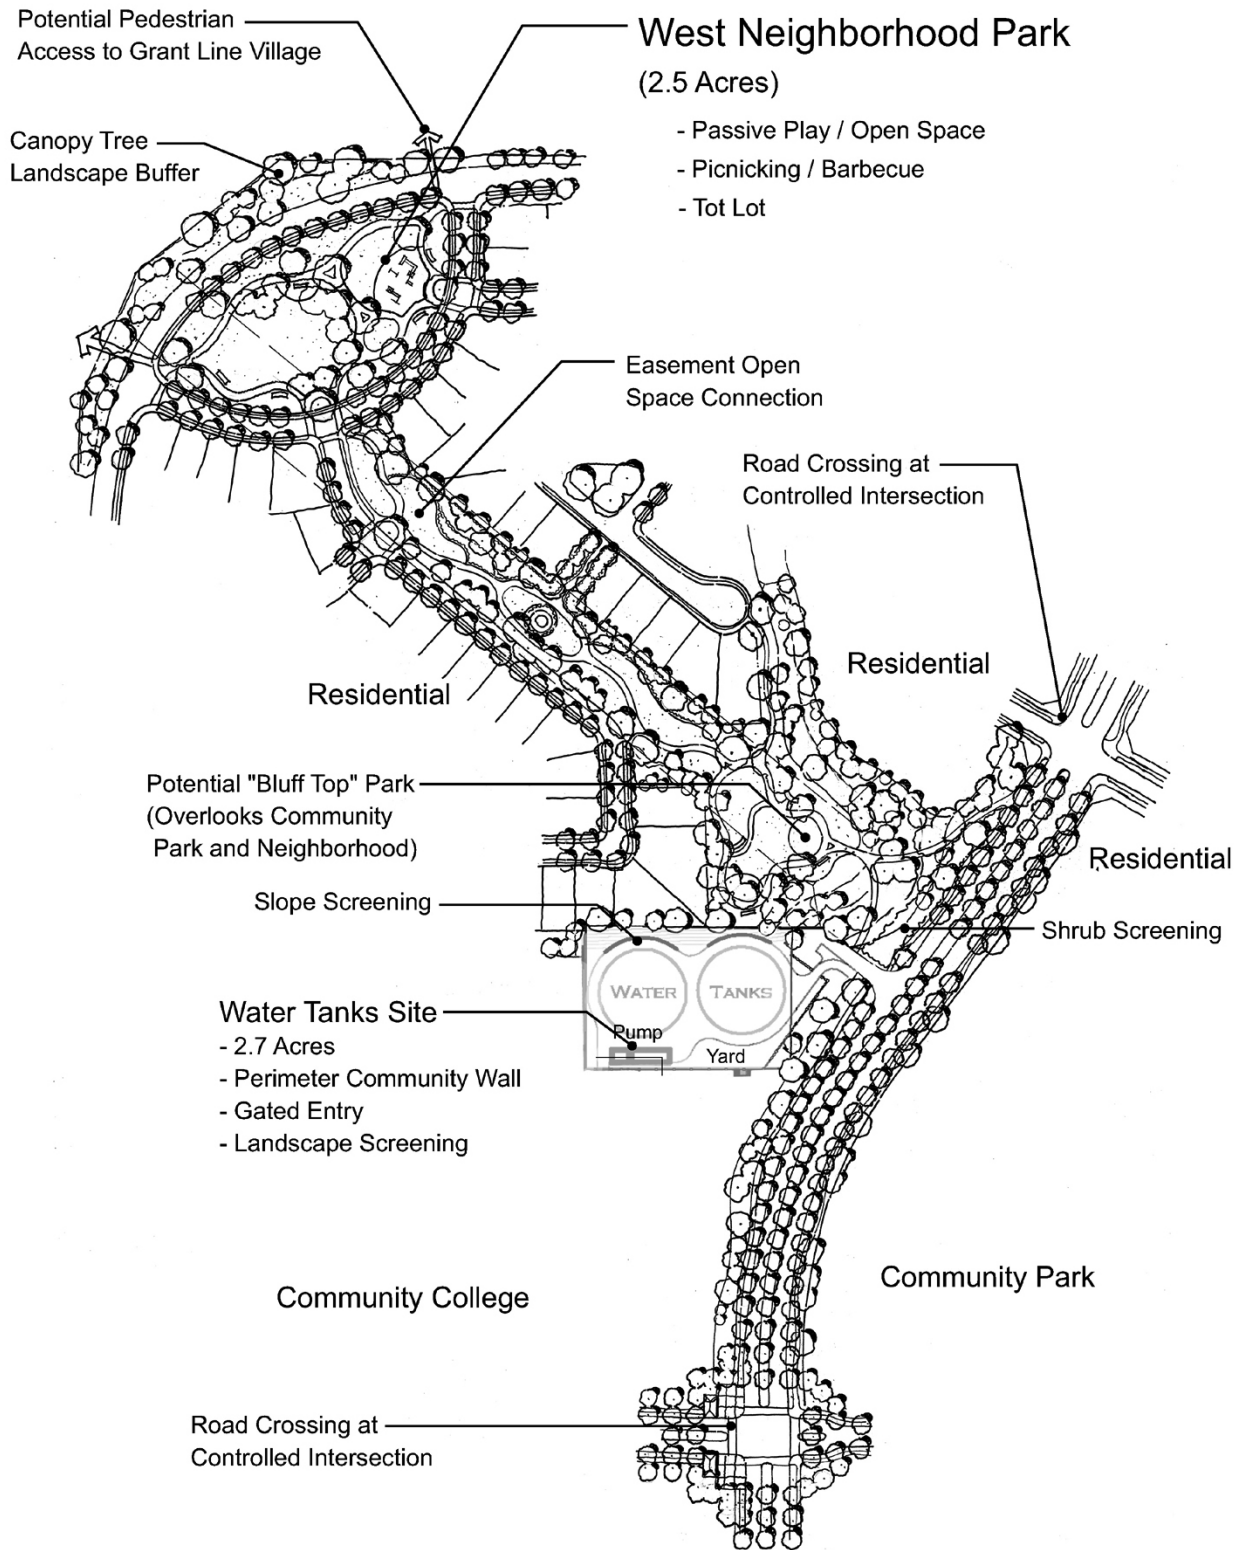 Potential Pedestrian
Access to Grant Line Village
West Neighborhood Park
(2.5 Acres)
- Passive Play / Open Space
- Picnicking / Barbecue
- Tot Lot
Canopy Tree
Landscape Buffer
Easement Open
Space Connection
Road Crossing at
Controlled Intersection
Residential
Residential
Potential "Bluff Top" Park
(Overlooks Community
Park and Neighborhood)
Residential
Slope Screening
Shrub Screening
WATER
TANKS
Water Tanks Site
- 2.7 Acres
- Perimeter Community Wall
- Gated Entry
- Landscape Screening
Pump
Yard
Community Park
Community College
Road Crossing at
Controlled Intersection